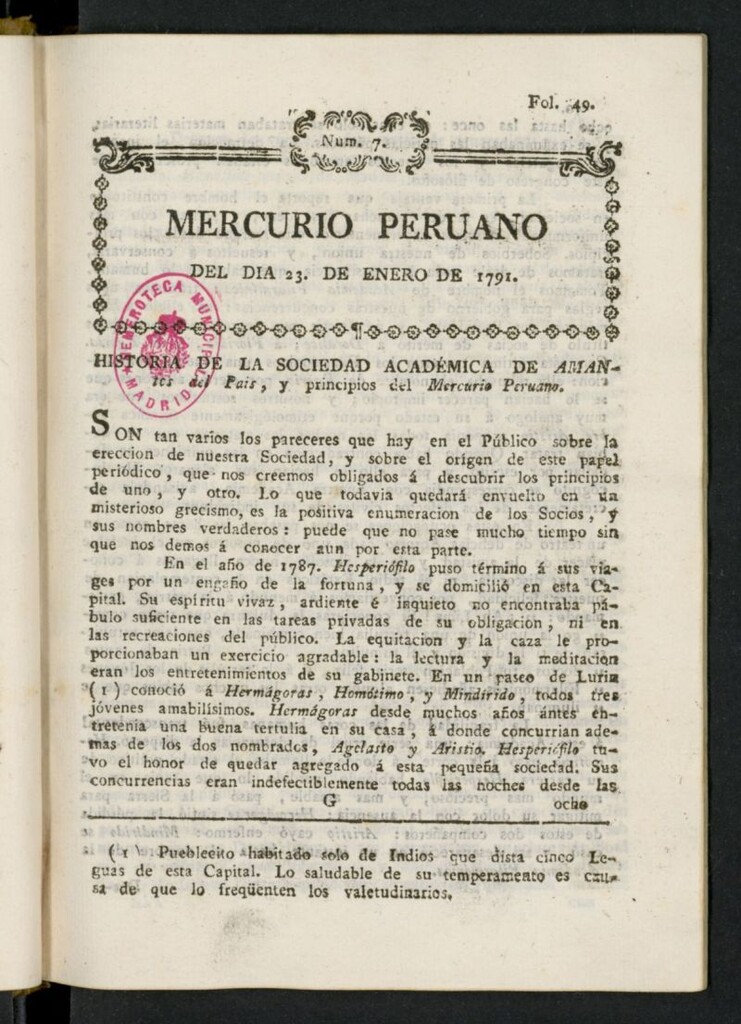 Fol. 49.
Num. 7.
MERCURIO PERUANO
DEL DIA 23. DE ENERO DE 1791.
HEMEROTECA MUNICIPAL
MADRID
HISTORIA DE LA SOCIEDAD ACADÉMICA DE AMAN-
tes del Pais, y principios del Mercurio Peruano.
SON tan varios los pareceres que hay en el Público sobre la
ereccion de nuestra Sociedad, y sobre el orígen de este papel
periódico, que nos creemos obligados á descubrir los principios
de uno, y otro. Lo que todavia quedará envuelto en un
misterioso grecismo, es la positiva enumeracion de los Socios, y
sus nombres verdaderos: puede que no pase mucho tiempo sin
que nos demos á conocer aun por esta parte.
En el año de 1787. Hesperiófilo puso término á sus via-
ges por un engaño de la fortuna, y se domicilió en esta Ca-
pital. Su espíritu vivaz, ardiente é inquieto no encontraba pá-
bulo suficiente en las tareas privadas de su obligacion, ni en
las recreaciones del público. La equitacion y la caza le pro-
porcionaban un exercicio agradable: la lectura y la meditacion
eran los entretenimientos de su gabinete. En un paseo de Lurin
(1) conoció á Hermágoras, Homótimo, y Mindirido, todos tres
jóvenes amabilísimos. Hermágoras desde muchos años ántes en-
tretenia una buena tertulia en su casa, á donde concurrian ade-
mas de los dos nombrados, Agelasto y Aristio. Hesperiófilo tu-
vo el honor de quedar agregado á esta pequeña sociedad. Sus
concurrencias eran indefectiblemente todas las noches desde las
G ocho
(1) Pueblecito habitado solo de Indios que dista cinco Le-
guas de esta Capital. Lo saludable de su temperamento es cau-
sa de que lo freqüenten los valetudinarios.